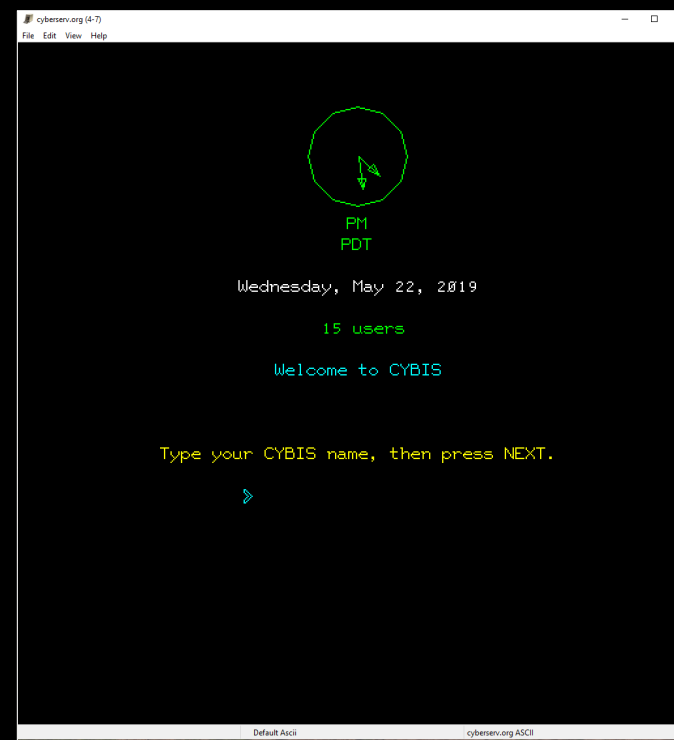 cyberserv.org (4-7)
File Edit View Help
PM
PDT
Wednesday, May 22, 2019
15 users
Welcome to CYBIS
Type your CYBIS name, then press NEXT.
Default Ascii cyberserv.org ASCII